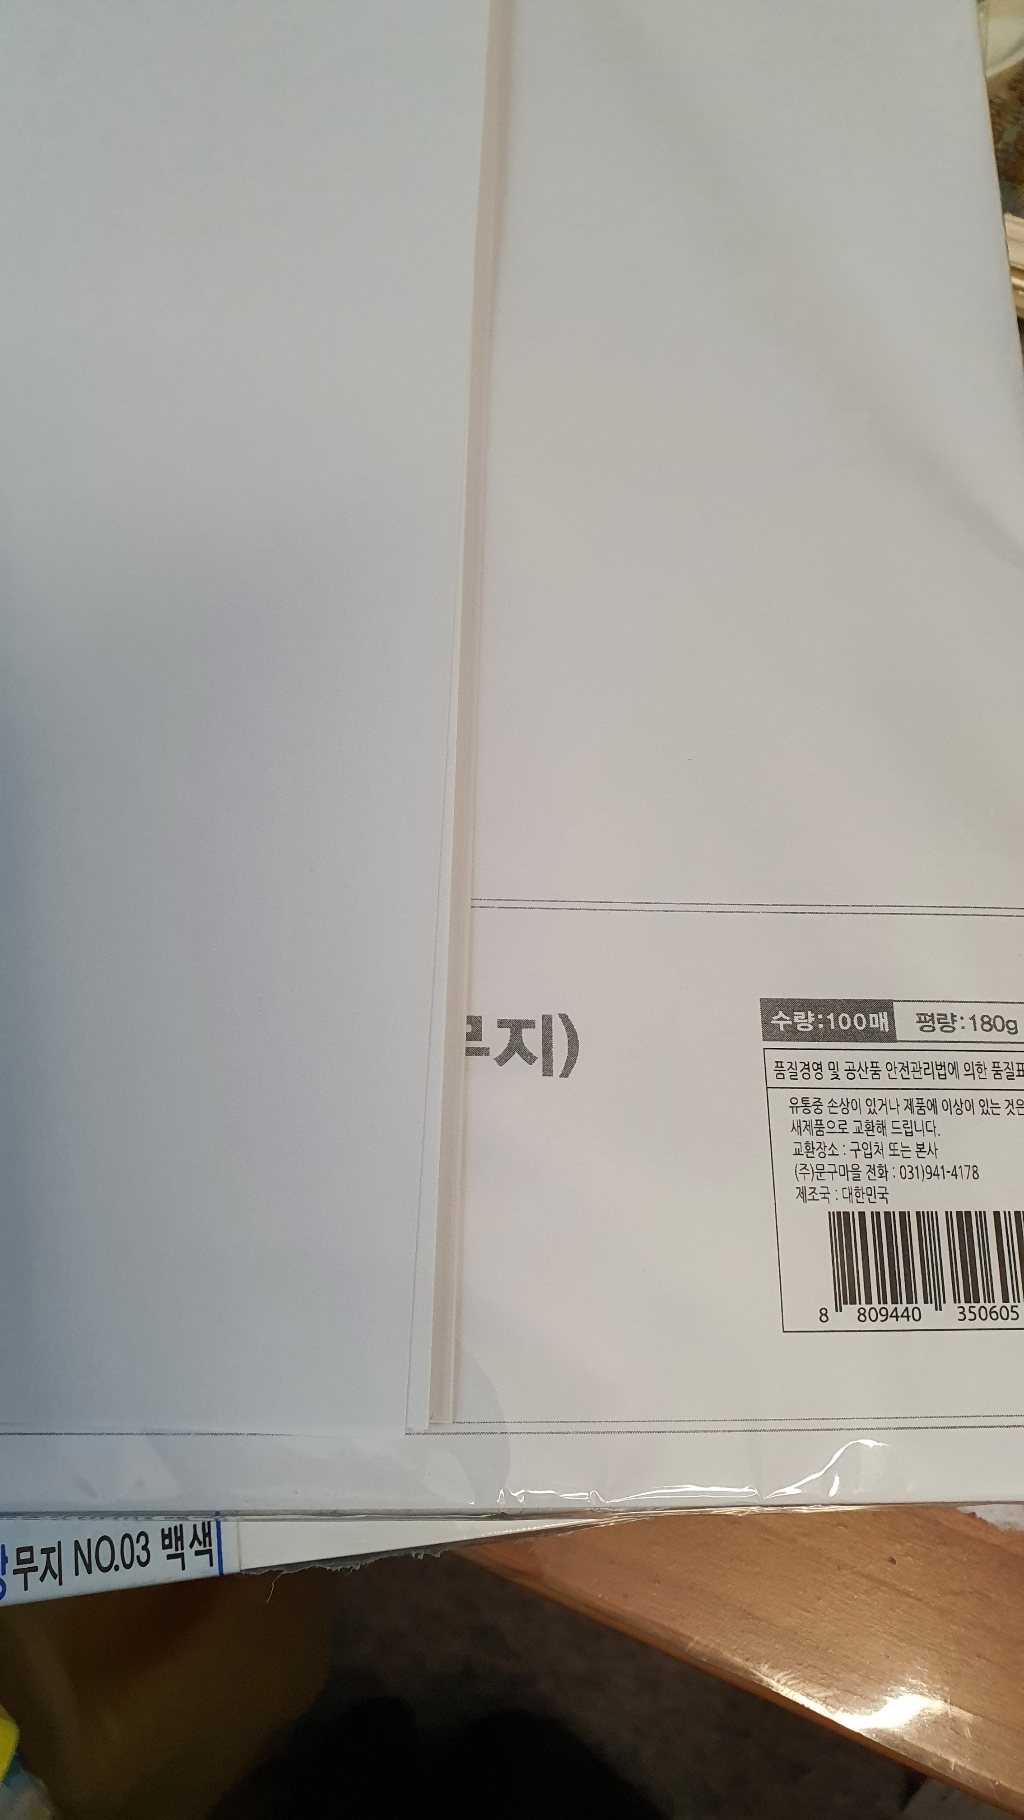 무지)
수량:100매 평량:180g
품질경영 및 공산품 안전관리법에 의한
유통중 손상이 있거나 제품에 이상이 있는 것은
새제품으로 교환해 드립니다.
교환장소 : 구입처 또는 본사
(주)문구마을 전화 : 031)941-4178
제조국 : 대한민국
8 809440 350605
무지 NO.03 백색